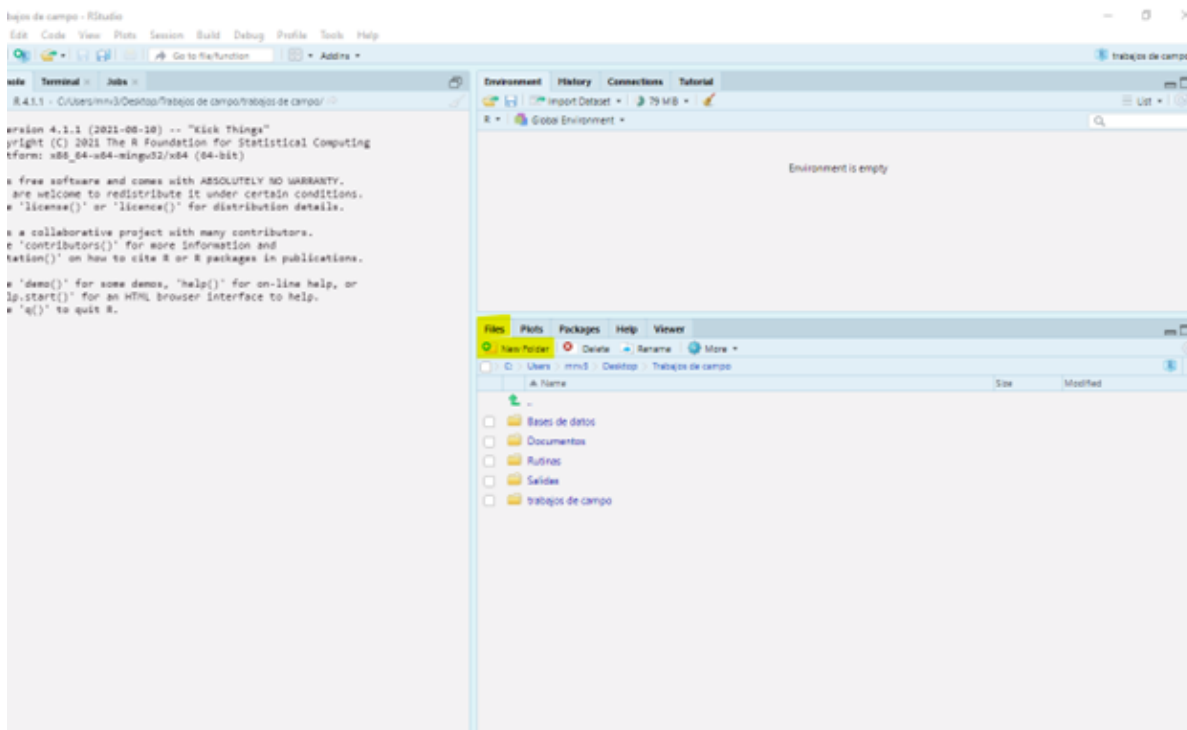 bajos de campo - RStudio
Edit Code View Plots Session Build Debug Profile Tools Help
Go to file/function Addins
trabajos de campo
Terminal Jobs
R 4.1.1 - C:/Users/mrv3/Desktop/Trabajos de campo/trabajos de campo/
ersion 4.1.1 (2021-08-10) -- "Kick Things"
yright (C) 2021 The R Foundation for Statistical Computing
tform: x86_64-w64-mingw32/x64 (64-bit)
s free software and comes with ABSOLUTELY NO WARRANTY.
are welcome to redistribute it under certain conditions.
e 'license()' or 'licence()' for distribution details.
s a collaborative project with many contributors.
e 'contributors()' for more information and
tation()' on how to cite R or R packages in publications.
e 'demo()' for some demos, 'help()' for on-line help, or
lp.start()' for an HTML browser interface to help.
e 'q()' to quit R.
Environment History Connections Tutorial
Import Dataset 79 MiB List
R Global Environment
Environment is empty
Files Plots Packages Help Viewer
New Folder Delete Rename More
C: Users Desktop Trabajos de campo
Name Size Modified
..
Bases de datos
Documentos
Rutinas
Salidas
trabajos de campo